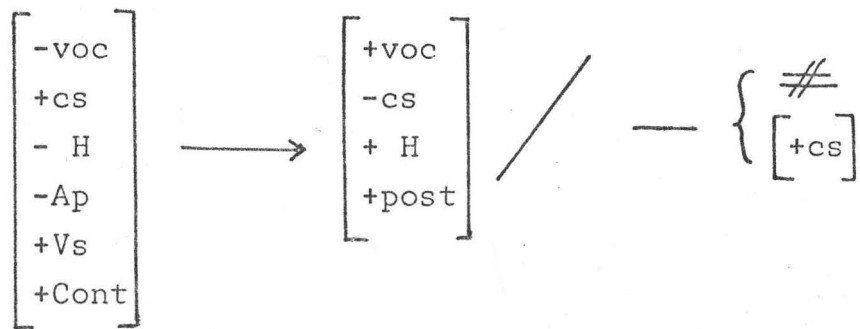 -voc
+cs
- H
-Ap
+Vs
+Cont
→
+voc
-cs
+ H
+post
/
—
#
+cs